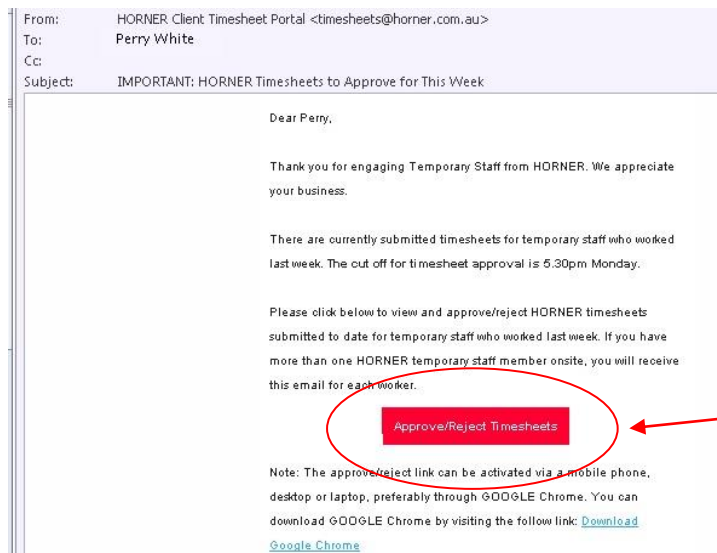 From: HORNER Client Timesheet Portal <timesheets@horner.com.au>
To: Perry White
Cc:
Subject: IMPORTANT: HORNER Timesheets to Approve for This Week
Dear Perry,
Thank you for engaging Temporary Staff from HORNER. We appreciate
your business.
There are currently submitted timesheets for temporary staff who worked
last week. The cut off for timesheet approval is 5.30pm Monday.
Please click below to view and approve/reject HORNER timesheets
submitted to date for temporary staff who worked last week. If you have
more than one HORNER temporary staff member onsite, you will receive
this email for each worker.
Approve/Reject Timesheets
Note: The approve/reject link can be activated via a mobile phone,
desktop or laptop, preferably through GOOGLE Chrome. You can
download GOOGLE Chrome by visiting the follow link: Download
Google Chrome